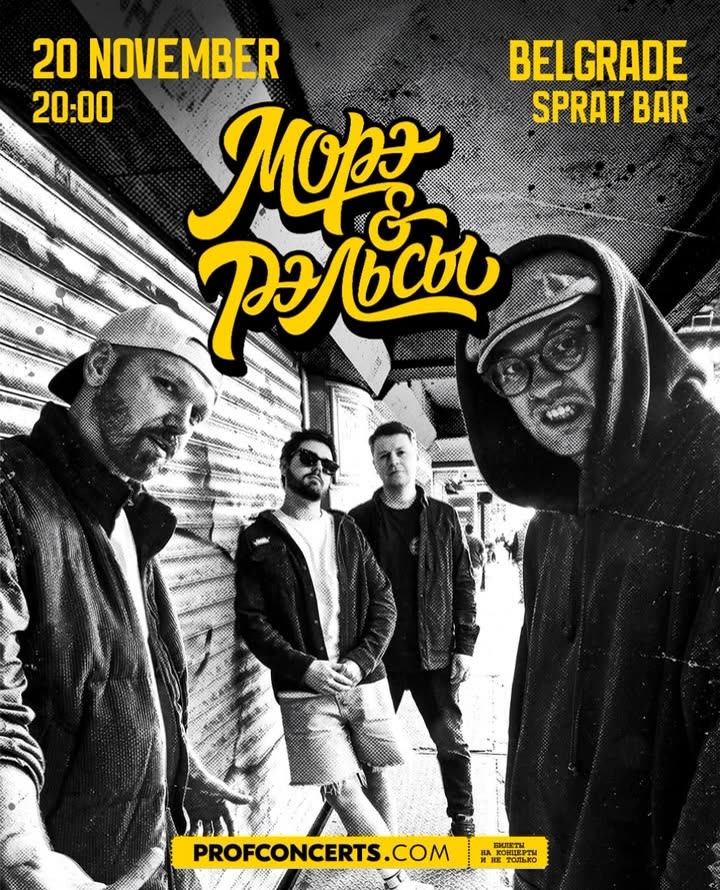 20 NOVEMBER
20:00
BELGRADE
SPRAT BAR
Морэ
&
Рэльсы
PROFCONCERTS.COM
БИЛЕТЫ
НА КОНЦЕРТЫ
И НЕ ТОЛЬКО